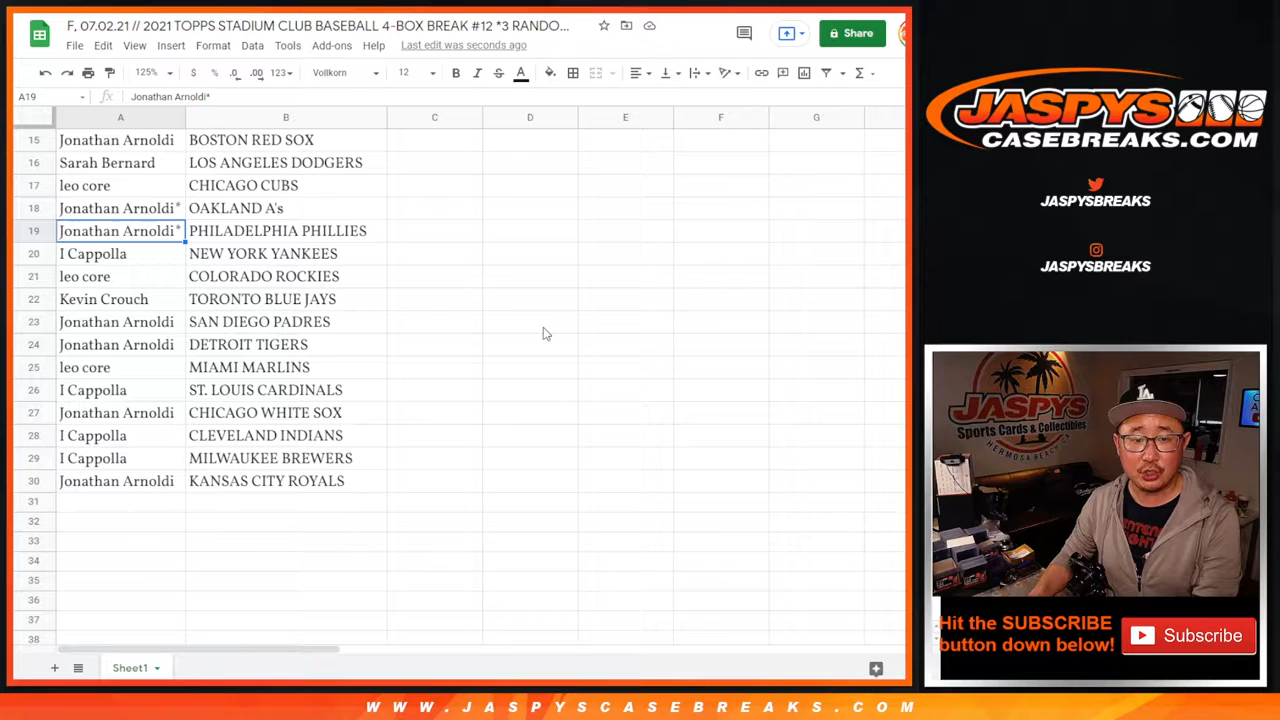 F, 07.02.21 // 2021 TOPPS STADIUM CLUB BASEBALL 4-BOX BREAK #12 *3 RANDO...
File Edit View Insert Format Data Tools Add-ons Help Last edit was seconds ago
Share
125% $ % .0 .00 123 Vollkorn 12 B I S A
A19 fx Jonathan Arnoldi*
A B C D E F G
15 Jonathan Arnoldi BOSTON RED SOX
16 Sarah Bernard LOS ANGELES DODGERS
17 leo core CHICAGO CUBS
18 Jonathan Arnoldi* OAKLAND A's
19 Jonathan Arnoldi* PHILADELPHIA PHILLIES
20 I Cappolla NEW YORK YANKEES
21 leo core COLORADO ROCKIES
22 Kevin Crouch TORONTO BLUE JAYS
23 Jonathan Arnoldi SAN DIEGO PADRES
24 Jonathan Arnoldi DETROIT TIGERS
25 leo core MIAMI MARLINS
26 I Cappolla ST. LOUIS CARDINALS
27 Jonathan Arnoldi CHICAGO WHITE SOX
28 I Cappolla CLEVELAND INDIANS
29 I Cappolla MILWAUKEE BREWERS
30 Jonathan Arnoldi KANSAS CITY ROYALS
31
32
33
34
35
36
37
38
Sheet1
JASPYS
CASEBREAKS.COM
JASPYSBREAKS
JASPYSBREAKS
JASPYS
Sports Cards & Collectibles
HERMOSA BEACH, CA
LA
Hit the SUBSCRIBE
button down below!
Subscribe
WWW.JASPYSCASEBREAKS.COM